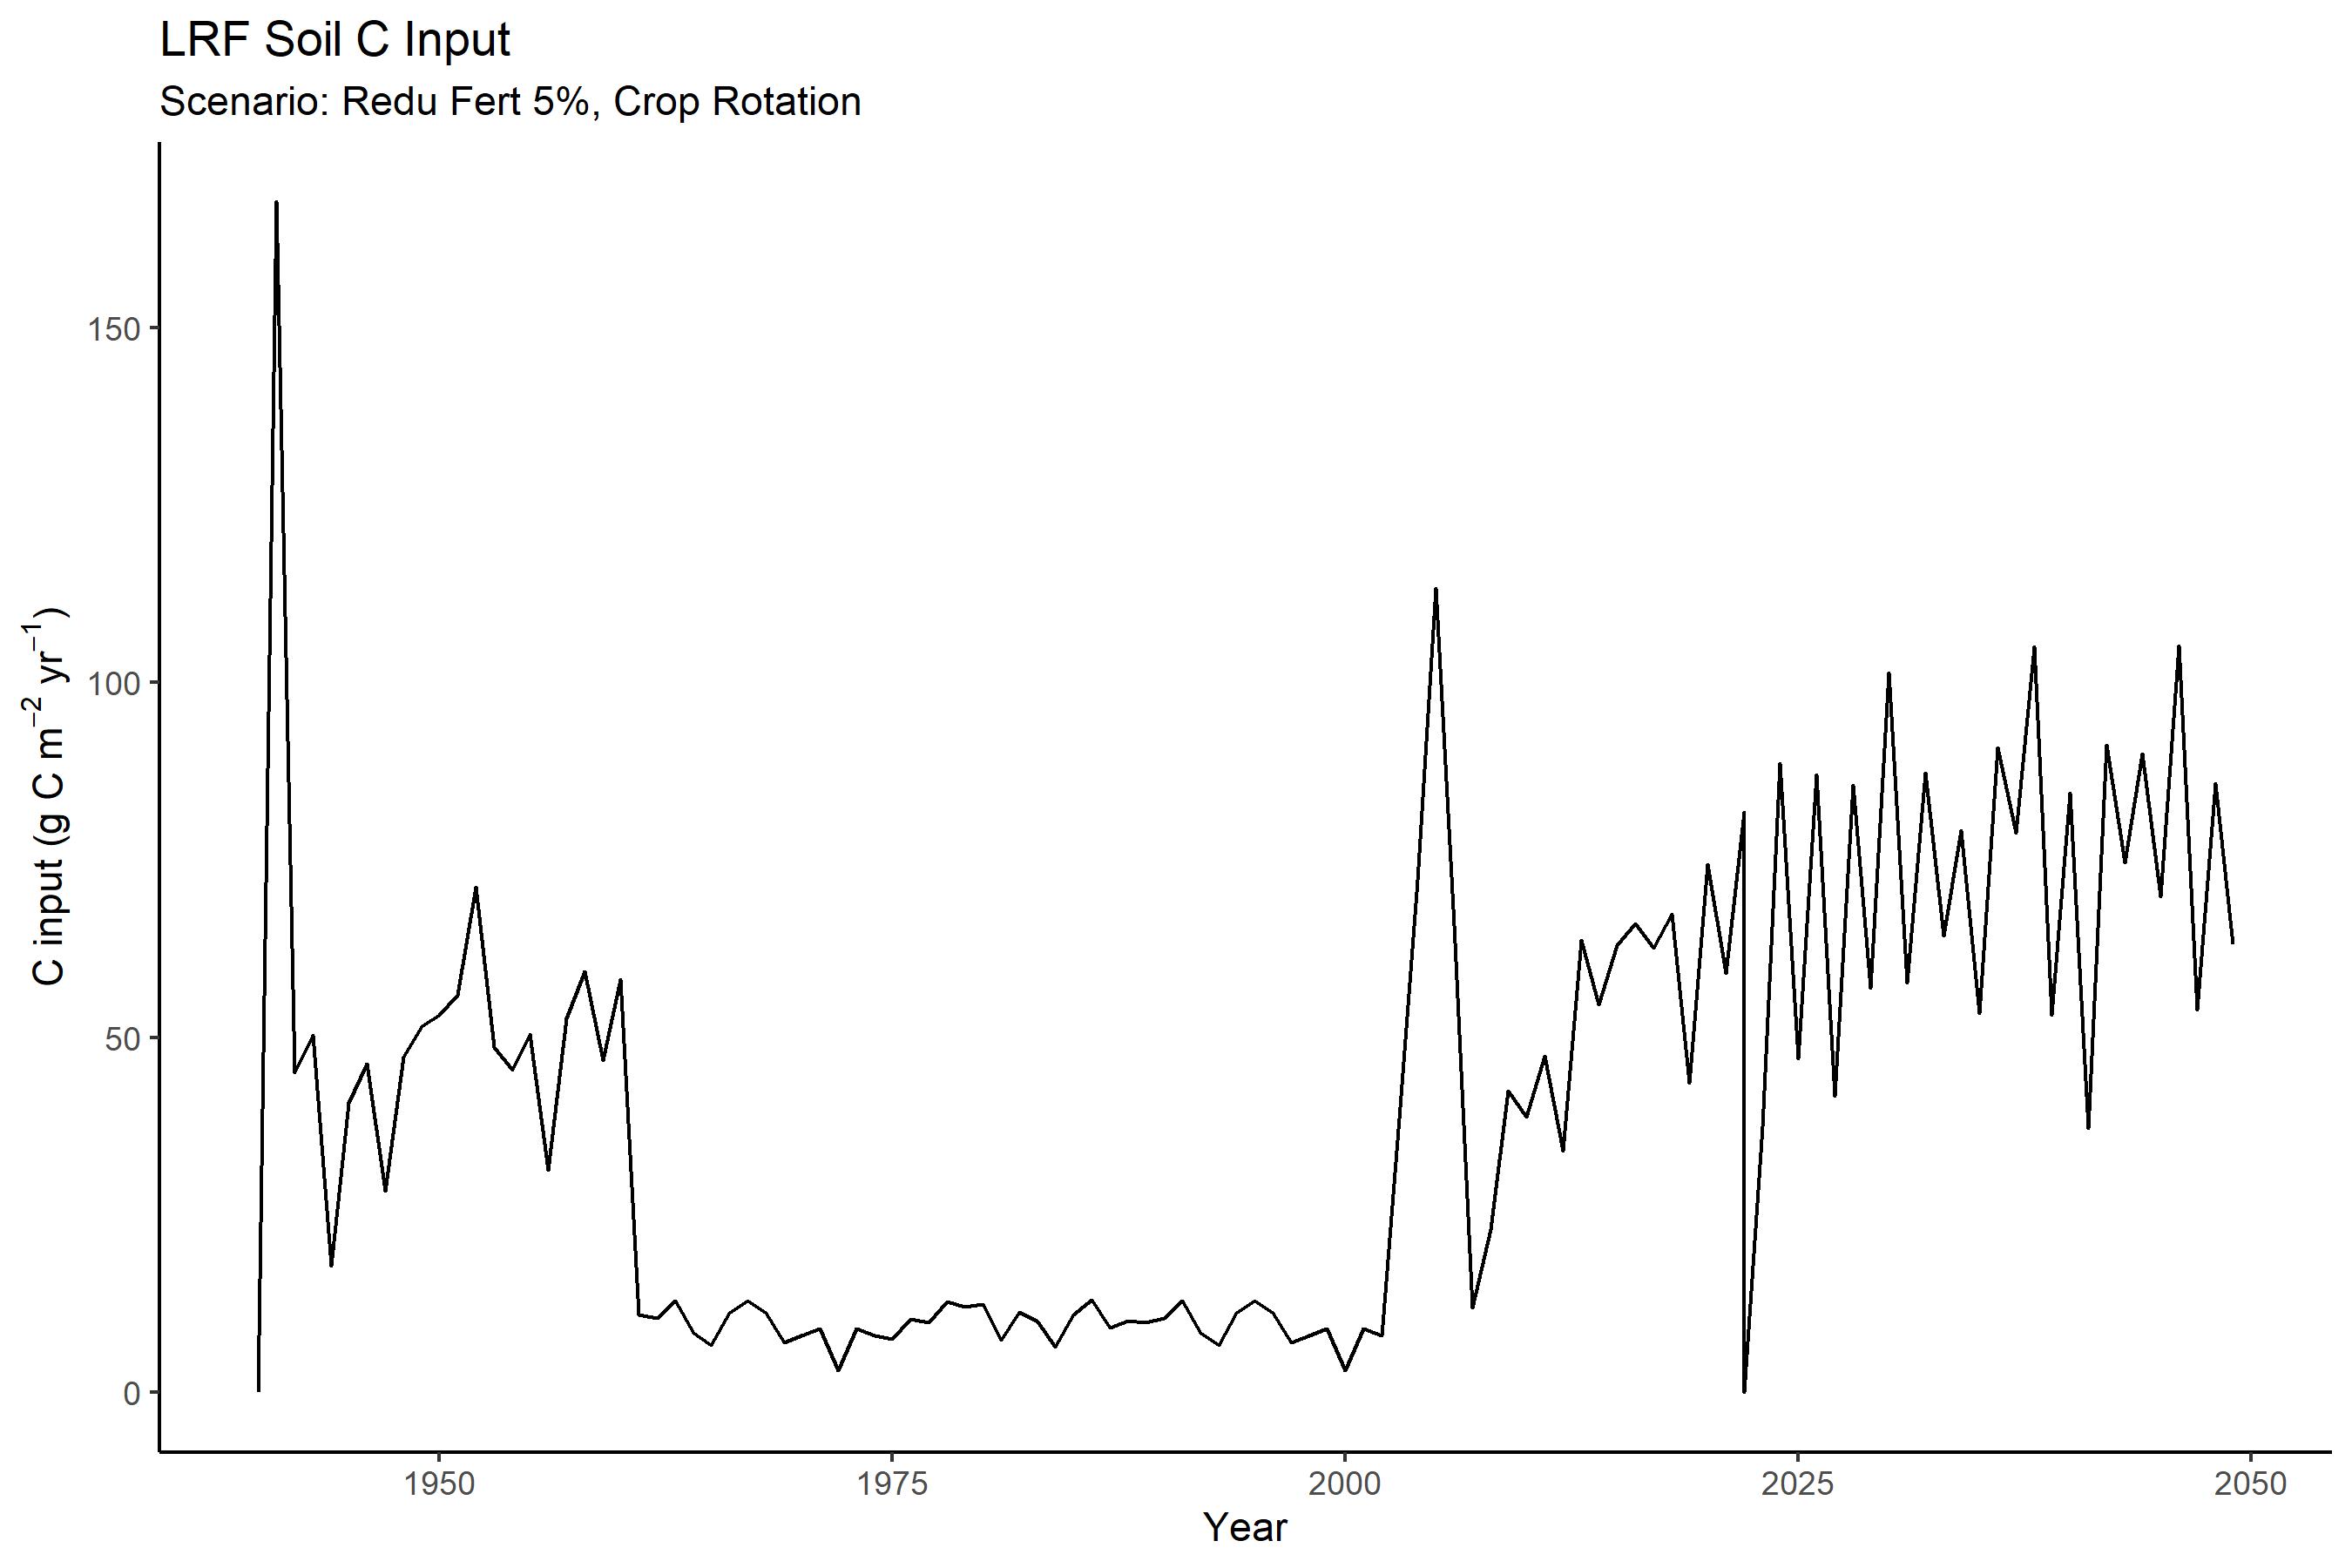 LRF Soil C Input
Scenario: Redu Fert 5%, Crop Rotation
C input (g C m⁻² yr⁻¹)
150
100
50
0
1950 1975 2000 2025 2050
Year